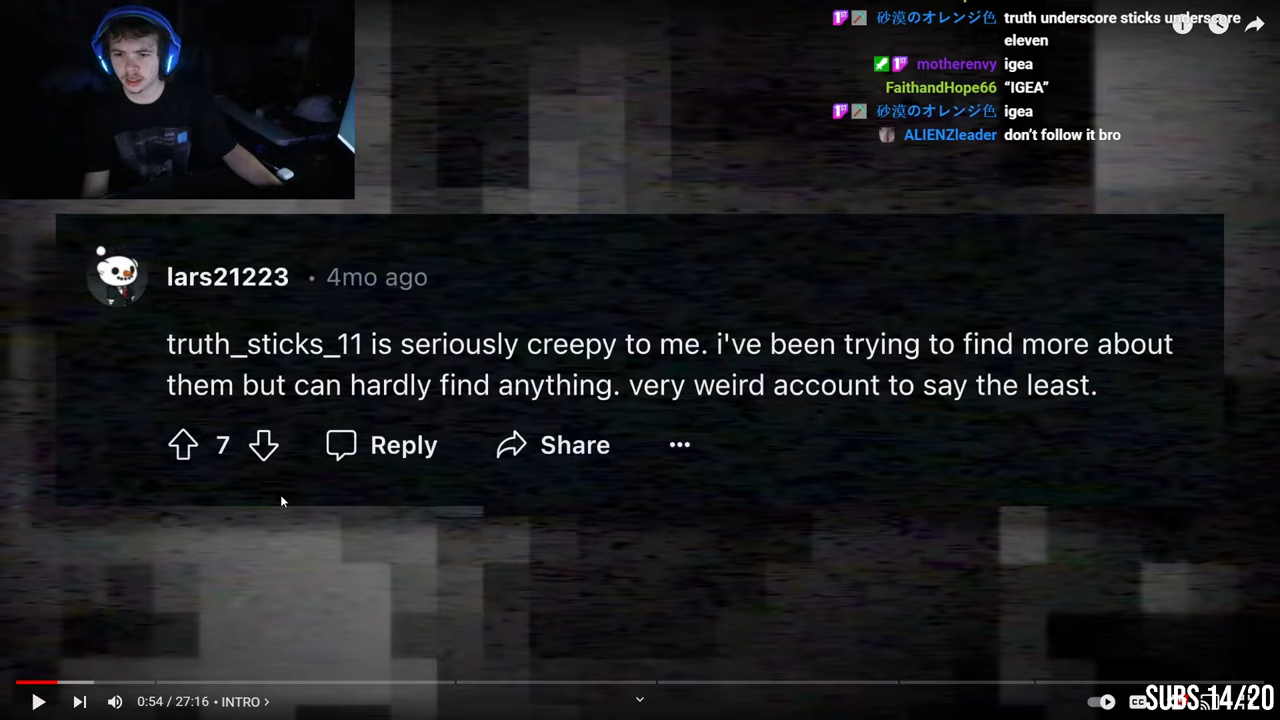 砂漠のオレンジ色 truth underscore sticks underscore
eleven
motherenvy igea
FaithandHope66 “IGEA”
砂漠のオレンジ色 igea
ALIENZleader don’t follow it bro
lars21223 • 4mo ago
truth_sticks_11 is seriously creepy to me. i've been trying to find more about
them but can hardly find anything. very weird account to say the least.
7 Reply Share
0:54 / 27:16 • INTRO
SUBS 14/20